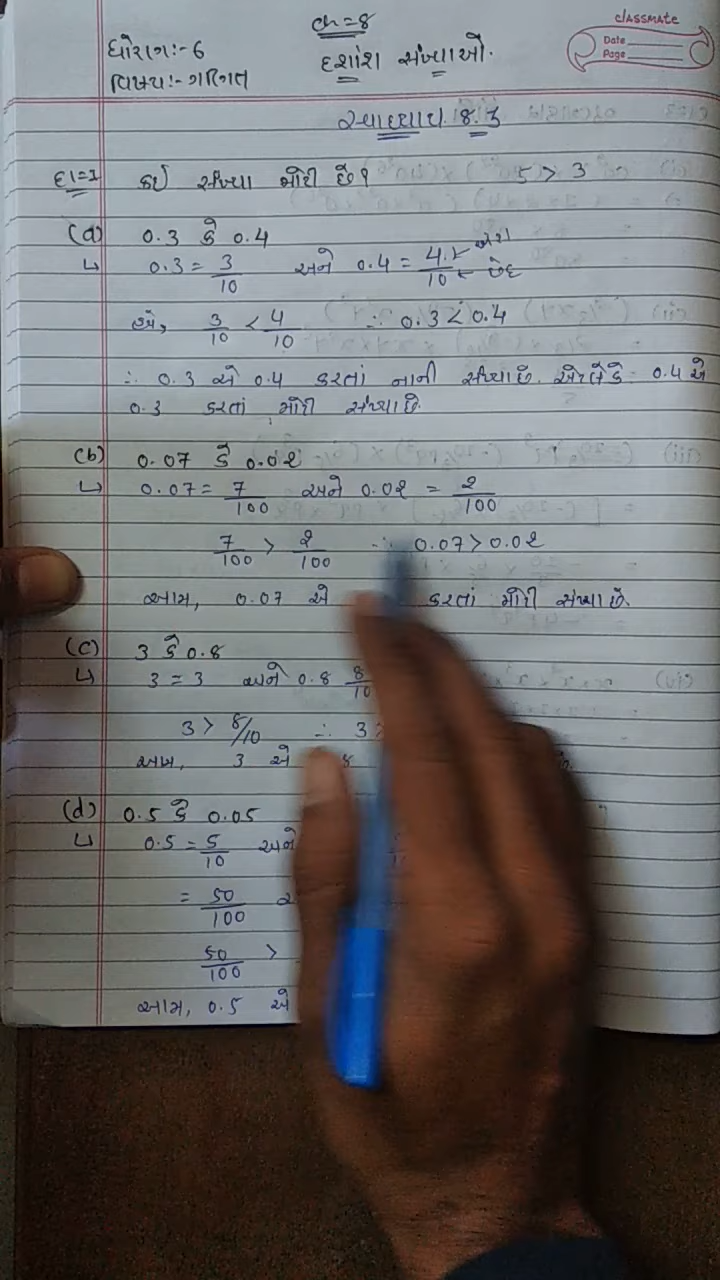 ch = 8
ધોરણ:- 6
દશાંશ સંખ્યાઓ.
વિષય:- ગણિત
classmate
Date
Page
સ્વાધ્યાય 8.3
દા=1 કઈ સંખ્યા મોટી છે? 5 > 3
(a) 0.3 કે 0.4
↳ 0.3 = 3/10 અને 0.4 = 4/10 ← અંશ ← છેદ
3/10 < 4/10 ∴ 0.3 < 0.4
∴ 0.3 એ 0.4 કરતાં નાની સંખ્યા છે. એટલે કે 0.4 એ
0.3 કરતાં મોટી સંખ્યા છે.
(b) 0.07 કે 0.02
↳ 0.07 = 7/100 અને 0.02 = 2/100
7/100 > 2/100 ∴ 0.07 > 0.02
આમ, 0.07 એ કરતાં મોટી સંખ્યા છે.
(c) 3 કે 0.8
↳ 3 = 3 અને 0.8 8/10
3 > 8/10 ∴ 3 >
આમ, 3 એ 8
(d) 0.5 કે 0.05
↳ 0.5 = 5/10 અને
= 50/100
50/100 >
આમ, 0.5 એ